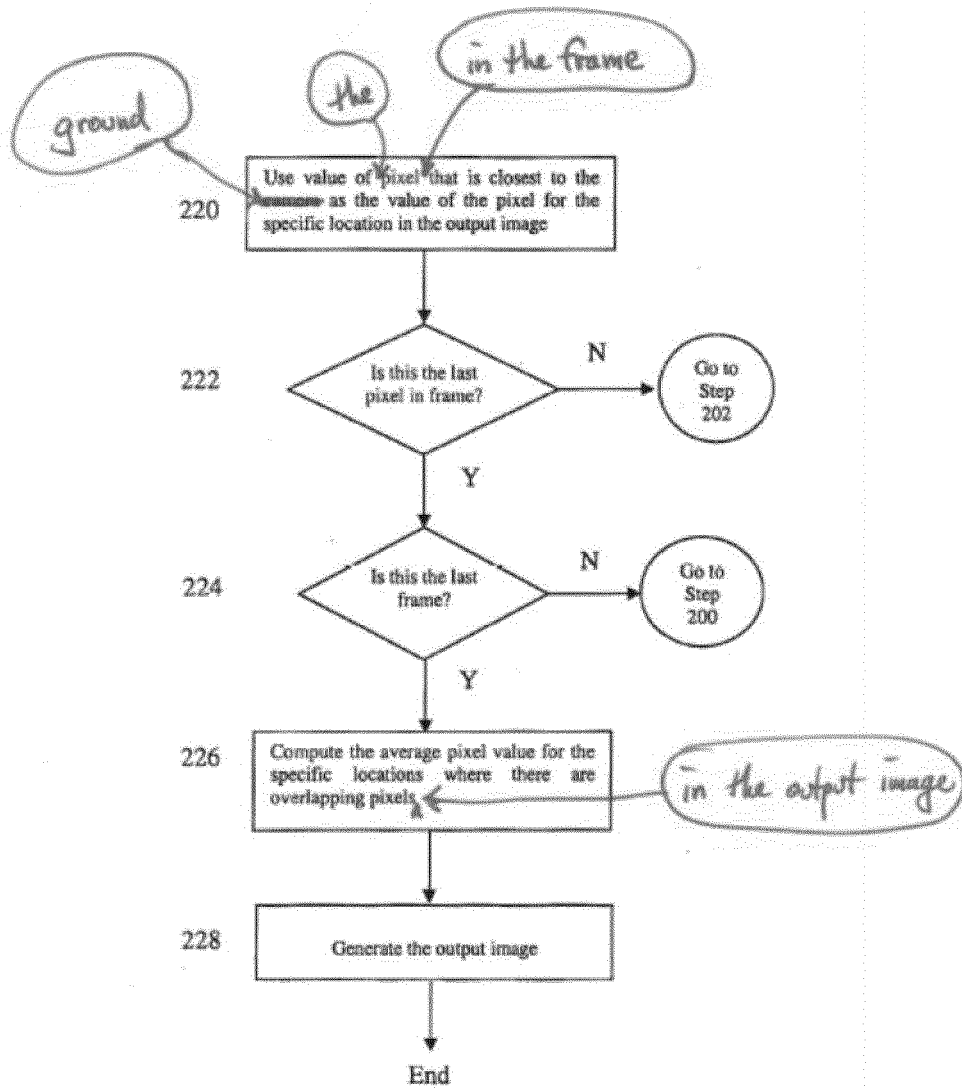 in the frame
the
ground
220
Use value of pixel that is closest to the
as the value of the pixel for the
specific location in the output image
222
Is this the last
pixel in frame?
N
Go to
Step
202
Y
224
Is this the last
frame?
N
Go to
Step
200
Y
226
Compute the average pixel value for the
specific locations where there are
overlapping pixels
in the output image
228
Generate the output image
End